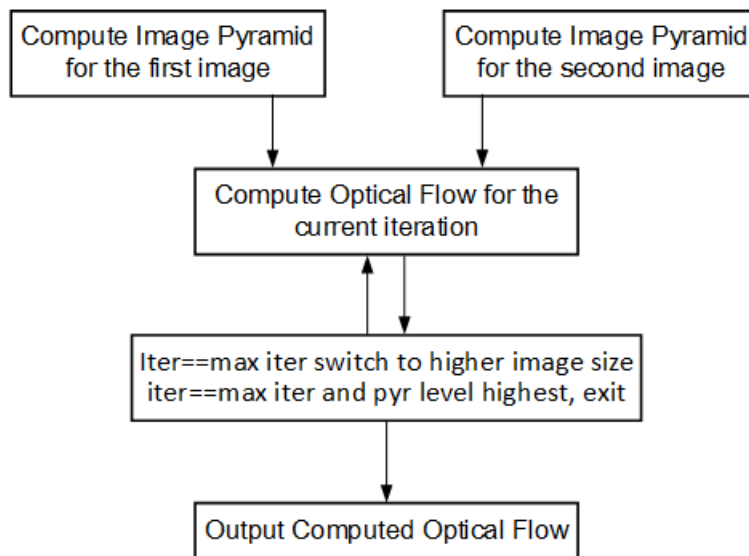 Compute Image Pyramid
for the first image
Compute Image Pyramid
for the second image
Compute Optical Flow for the
current iteration
Iter==max iter switch to higher image size
iter==max iter and pyr level highest, exit
Output Computed Optical Flow